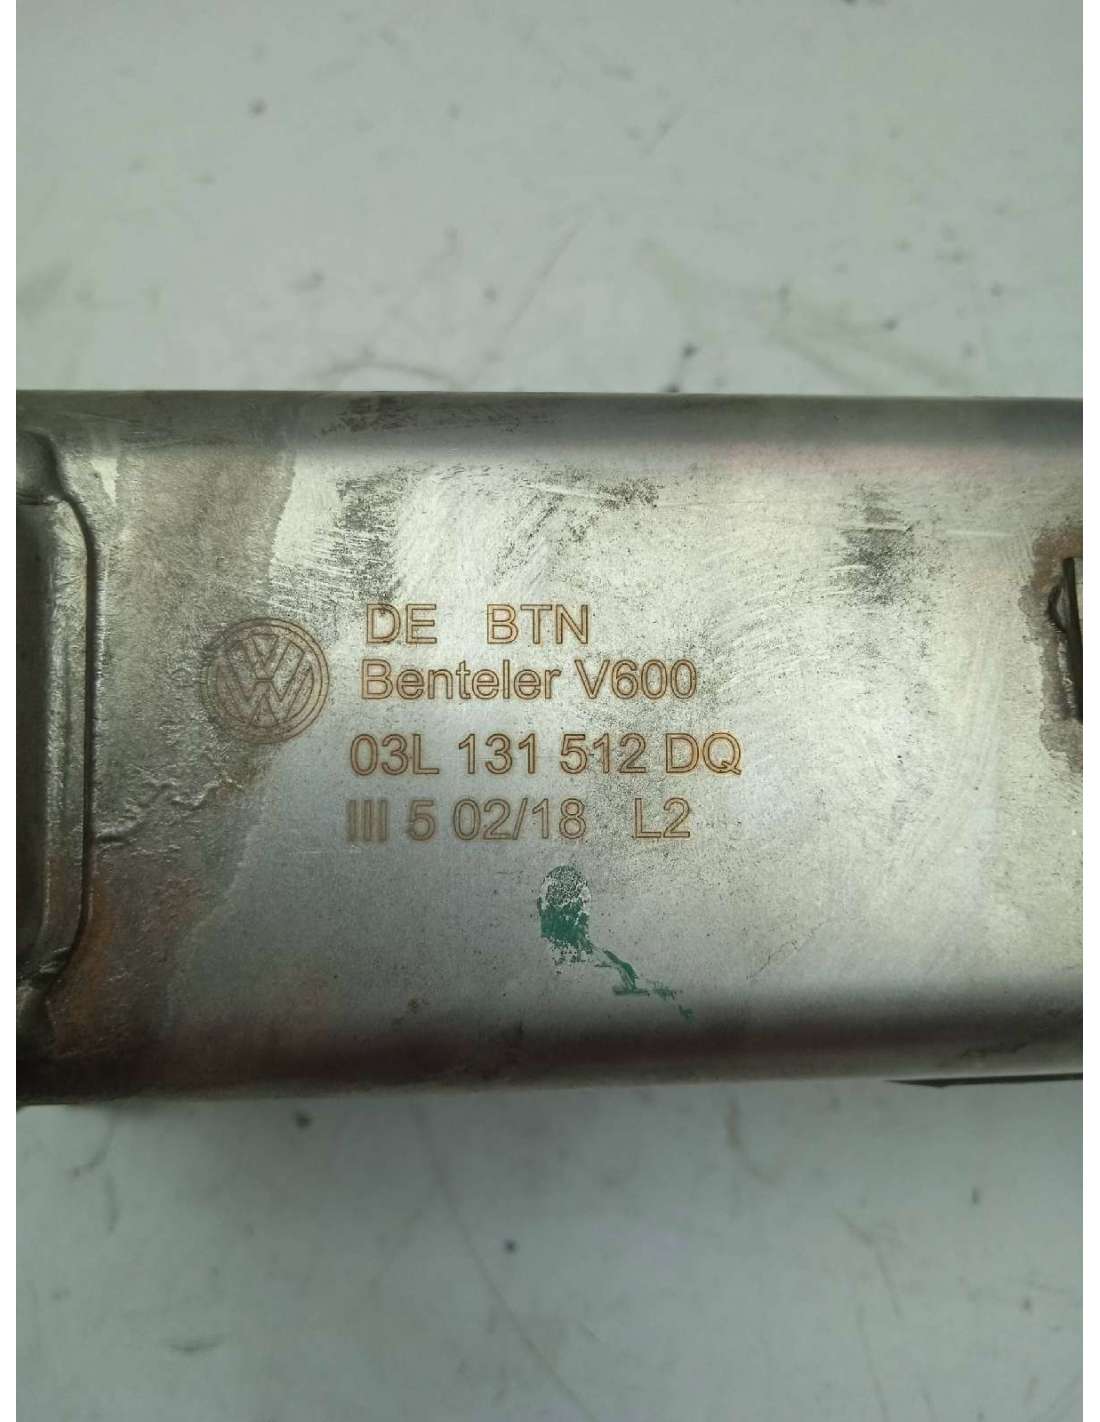 DE BTN
Benteler V600
03L 131 512 DQ
III 5 02/18 L2